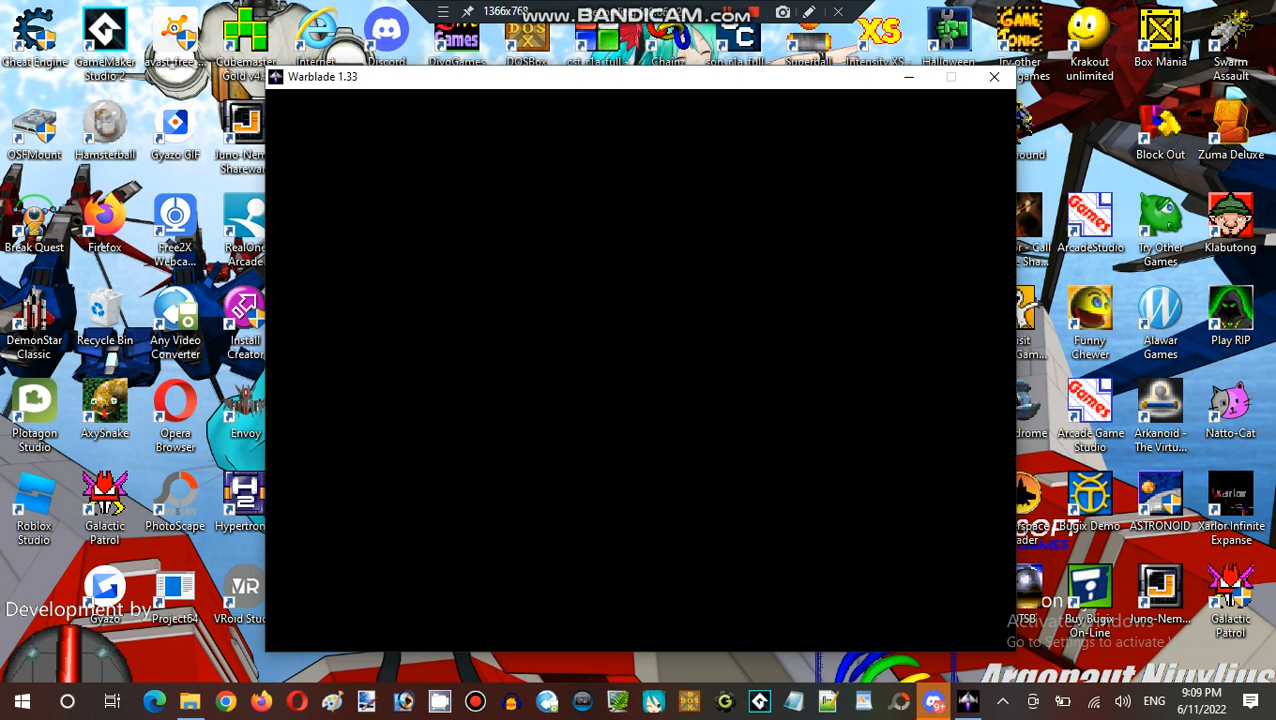 1366x768
www.BANDICAM.com
Cheat Engine
GameMaker
Studio 2
avast_free_...
Cubemaster
Gold v4....
Internet
Discord
DivoGames
DOSBox
Chainz
Superball
Intensity XS -
Halloween
Try other
games
Krakout
unlimited
Box Mania
Swarm
Assault
Warblade 1.33
OSFMount
Hamsterball
Gyazo GIF
Juno-Nem...
Shareware
Block Out
Zuma Deluxe
Break Quest
Firefox
Free2X
Webca...
RealOne
Arcade
ArcadeStudio
Try Other
Games
Klabutong
DemonStar
Classic
Recycle Bin
Any Video
Converter
Install
Creator
Funny
Chewer
Alawar
Games
Play RIP
Plotagon
Studio
AxySnake
Opera
Browser
Envoy
Arcade Game
Studio
Arkanoid -
The Virtu...
Natto-Cat
Roblox
Studio
Galactic
Patrol
PhotoScape
Hypertron
Bugix Demo
ASTRONOID
Xarlor Infinite
Expanse
Development by
Gyazo
Project64
VRoid Stud
Buy Bugix
On-Line
Juno-Nem...
Galactic
Patrol
Activate Windows
Go to Settings to activate Windows.
Argonaut
ENG
9:09 PM
6/11/2022